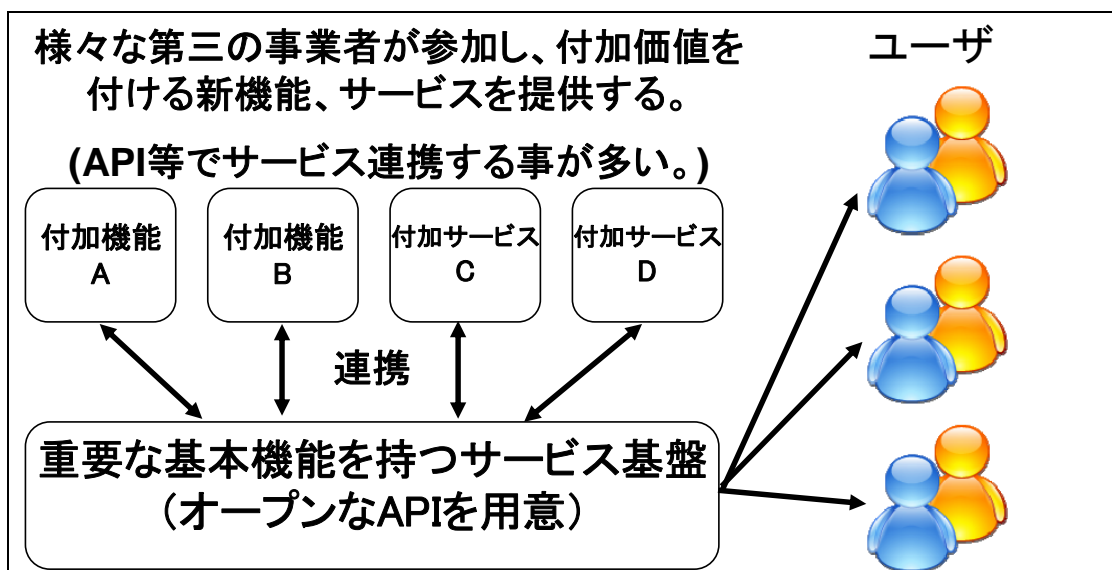 様々な第三の事業者が参加し、付加価値を
付ける新機能、サービスを提供する。
(API等でサービス連携する事が多い。)
ユーザ
付加機能
A
付加機能
B
付加サービス
C
付加サービス
D
連携
重要な基本機能を持つサービス基盤
（オープンなAPIを用意）